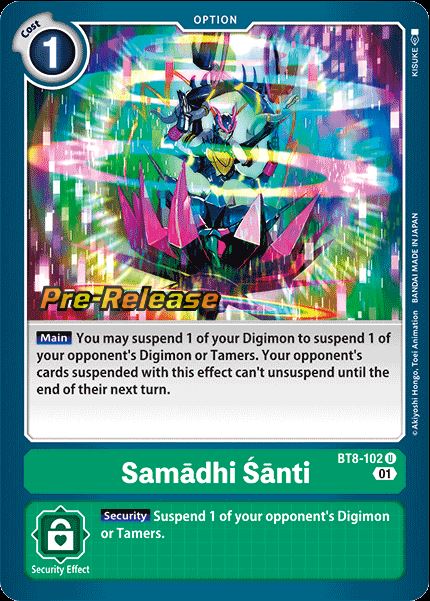 OPTION
Cost
1
KISUKE
Pre-Release
Main You may suspend 1 of your Digimon to suspend 1 of
your opponent's Digimon or Tamers. Your opponent's
cards suspended with this effect can't unsuspend until the
end of their next turn.
©Akiyoshi Hongo, Toei Animation BANDAI MADE IN JAPAN
BT8-102 U
Samādhi Śānti
01
Security Suspend 1 of your opponent's Digimon
or Tamers.
Security Effect